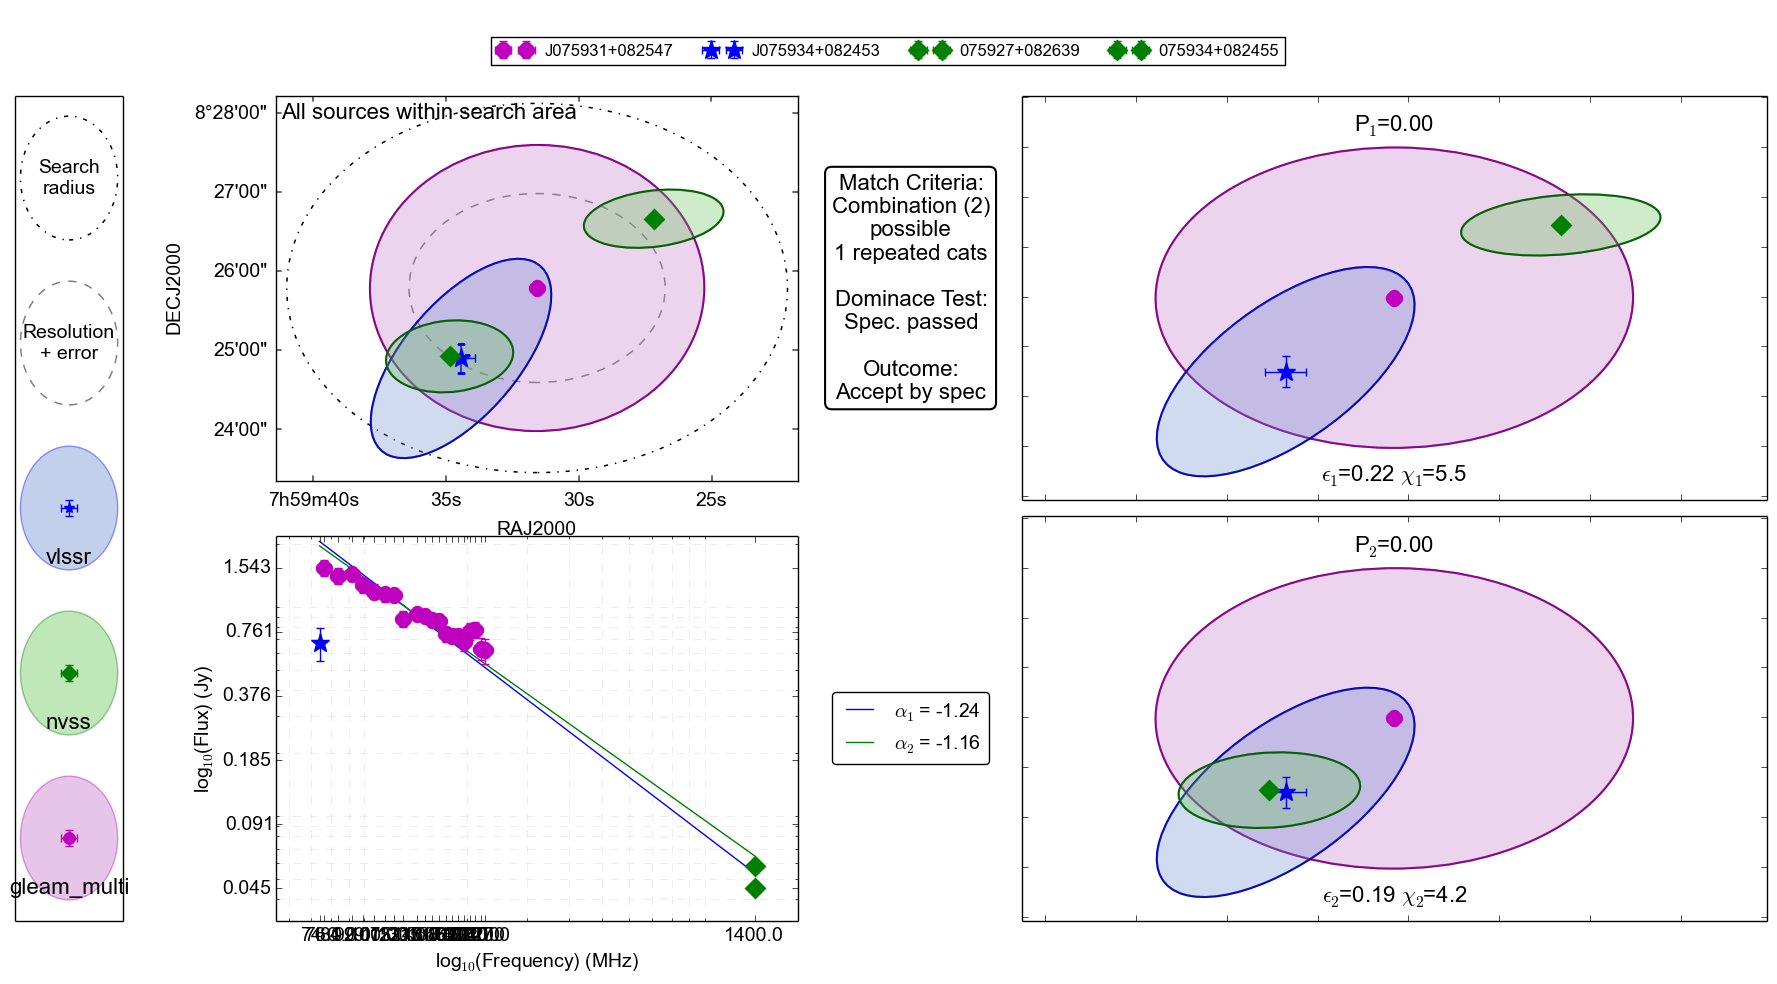 J075931+082547 J075934+082453 075927+082639 075934+082455
Search
radius
Resolution
+ error
vlssr
nvss
gleam_multi
All sources within search area
8°28'00"
27'00"
26'00"
25'00"
24'00"
DECJ2000
7h59m40s 35s 30s 25s
RAJ2000
1.543
0.761
0.376
0.185
0.091
0.045
log10(Flux) (Jy)
1400.0
log10(Frequency) (MHz)
Match Criteria:
Combination (2)
possible
1 repeated cats
Dominace Test:
Spec. passed
Outcome:
Accept by spec
α1 = -1.24
α2 = -1.16
P1=0.00
ϵ1=0.22 χ1=5.5
P2=0.00
ϵ2=0.19 χ2=4.2